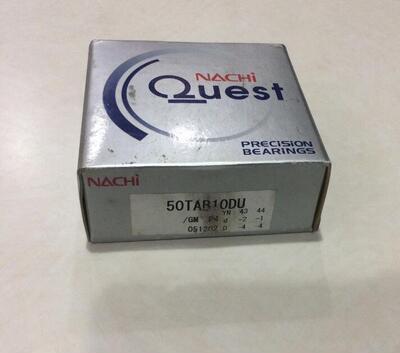 NACHi
Quest
PRECISION
BEARINGS
NACHI
50TAB10DU
YN 43 44
/GM P4 d -2 -1
051202 D -4 -4